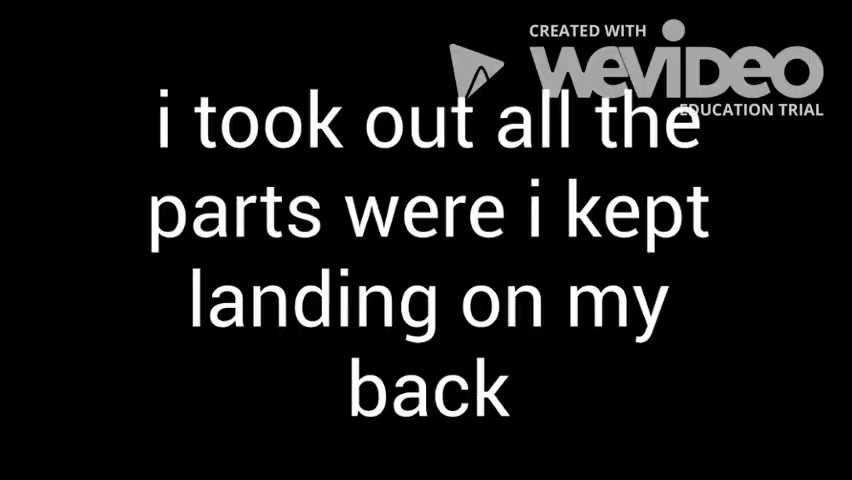 CREATED WITH
WEVIDEO
EDUCATION TRIAL
i took out all the
parts were i kept
landing on my
back